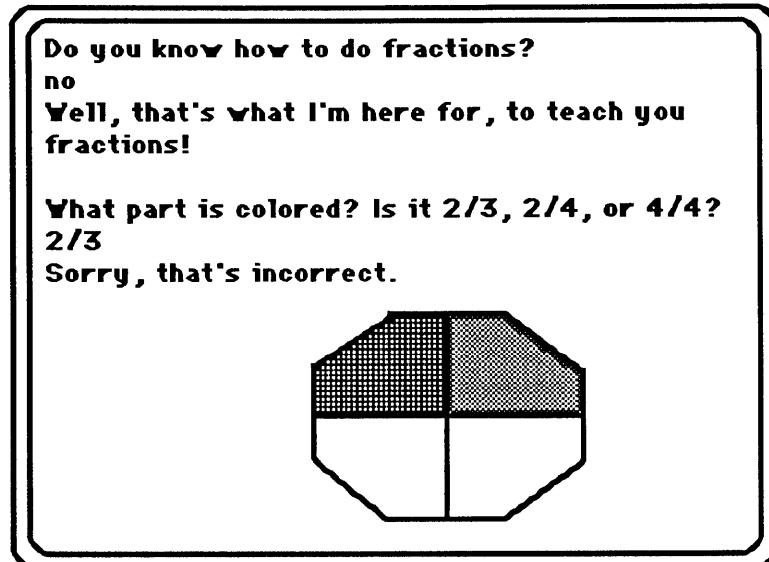 Do you know how to do fractions?
no
Well, that's what I'm here for, to teach you
fractions!
What part is colored? Is it 2/3, 2/4, or 4/4?
2/3
Sorry, that's incorrect.